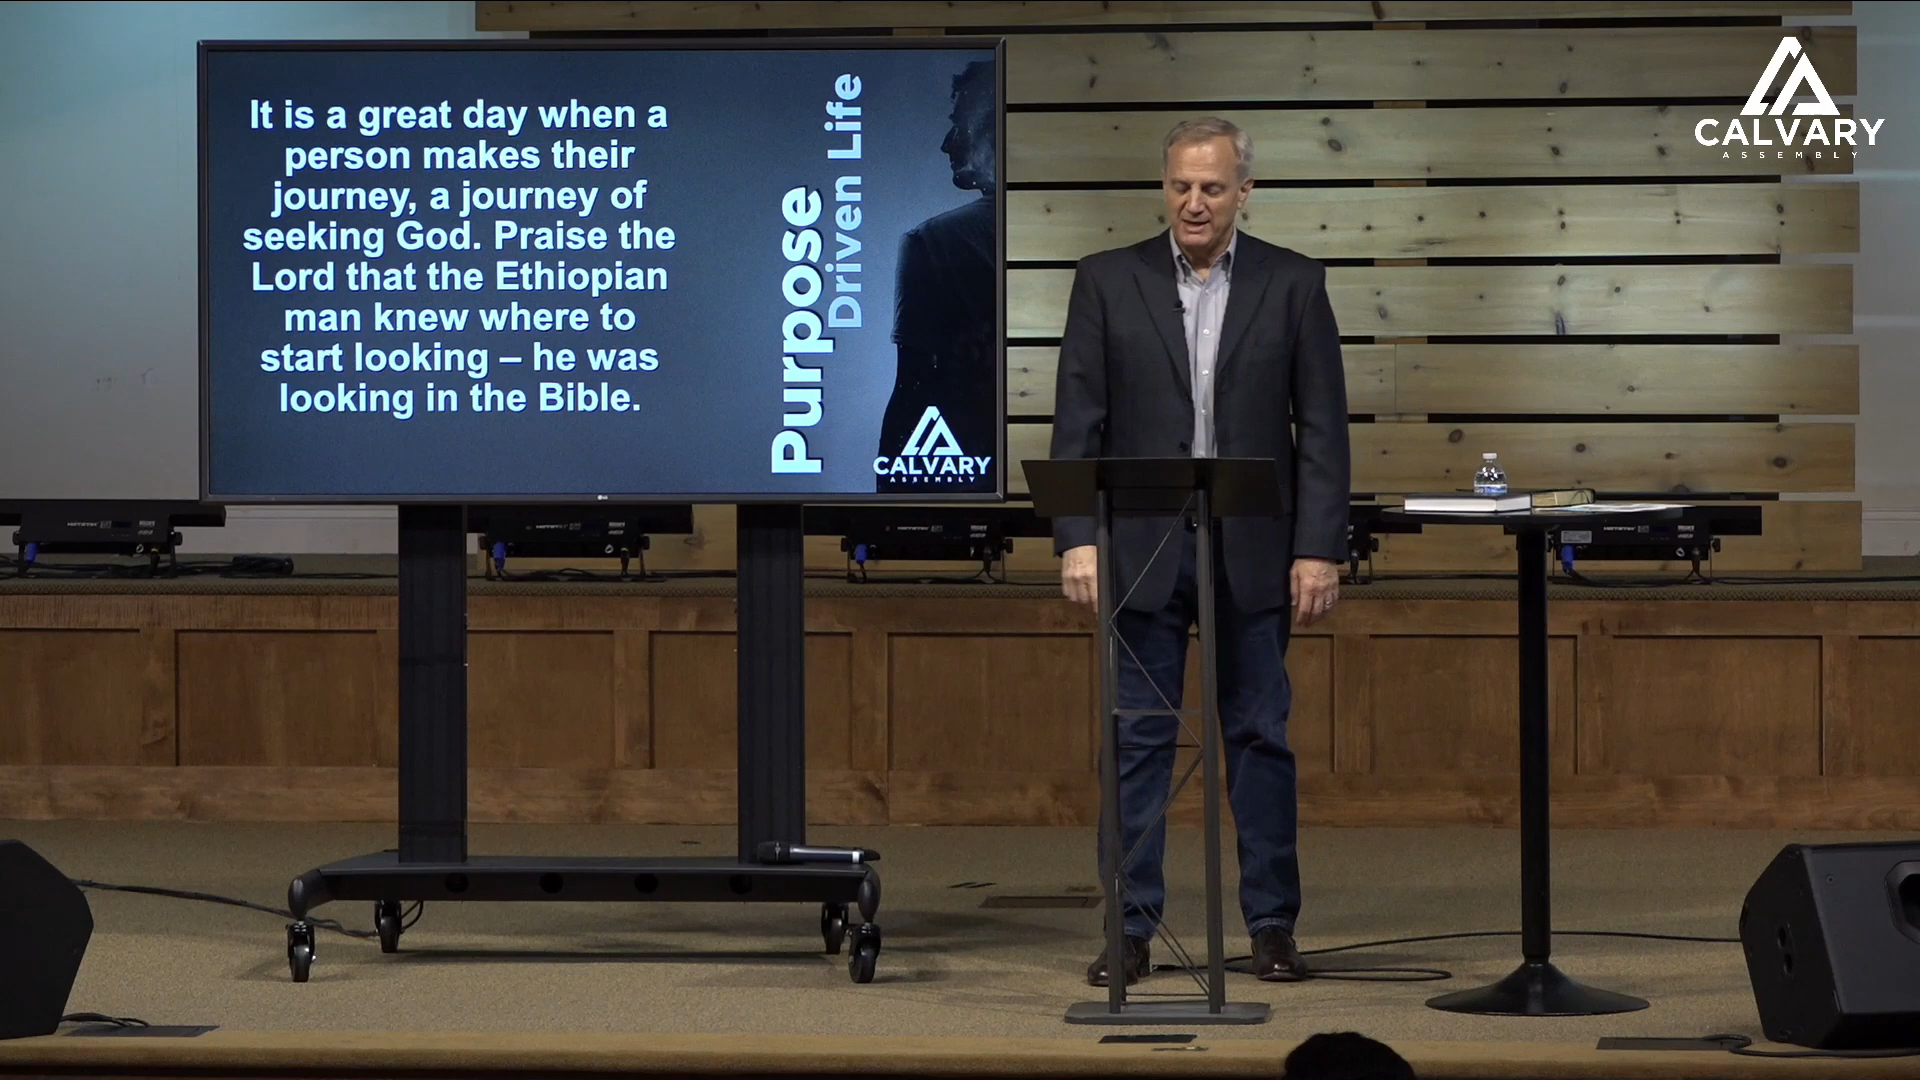 It is a great day when a
person makes their
journey, a journey of
seeking God. Praise the
Lord that the Ethiopian
man knew where to
start looking – he was
looking in the Bible.
Purpose
Driven Life
CALVARY
ASSEMBLY
CALVARY
ASSEMBLY
LG